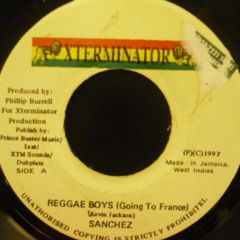 XTERMINATOR
Produced by:
Phillip Burrell
For Xterminator
Production
Publish by:
Prince Buster Music/
Ixat/
XTM Sounds/
Dubplate
SIDE A
(P)(C)1997
Made in Jamaica,
West Indies
REGGAE BOYS (Going To France)
(Kevin Jackson)
SANCHEZ
UNAUTHORISED COPYING IS STRICTLY PROHIBITED